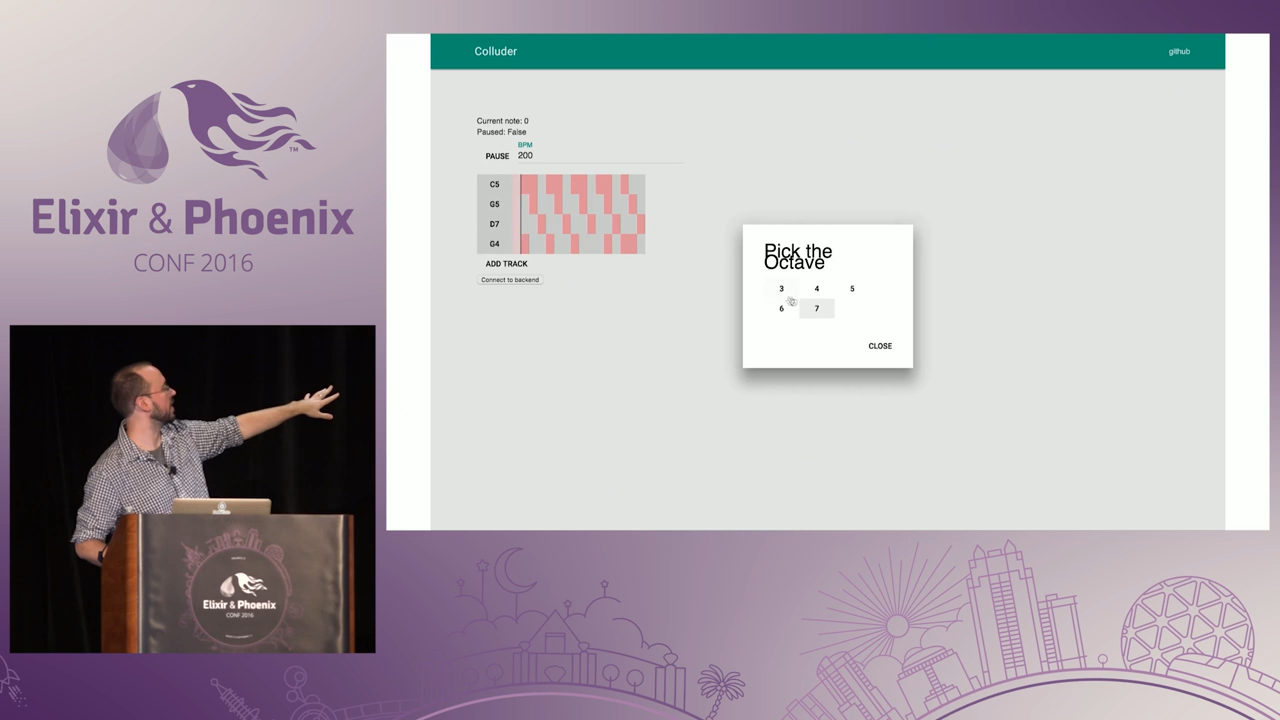 TM
Elixir & Phoenix
CONF 2016
Colluder
github
Current note: 0
Paused: False
BPM
PAUSE 200
C5
G5
D7
G4
ADD TRACK
Connect to backend
Pick the
Octave
3 4 5
6 7
CLOSE
Elixir & Phoenix
CONF 2016